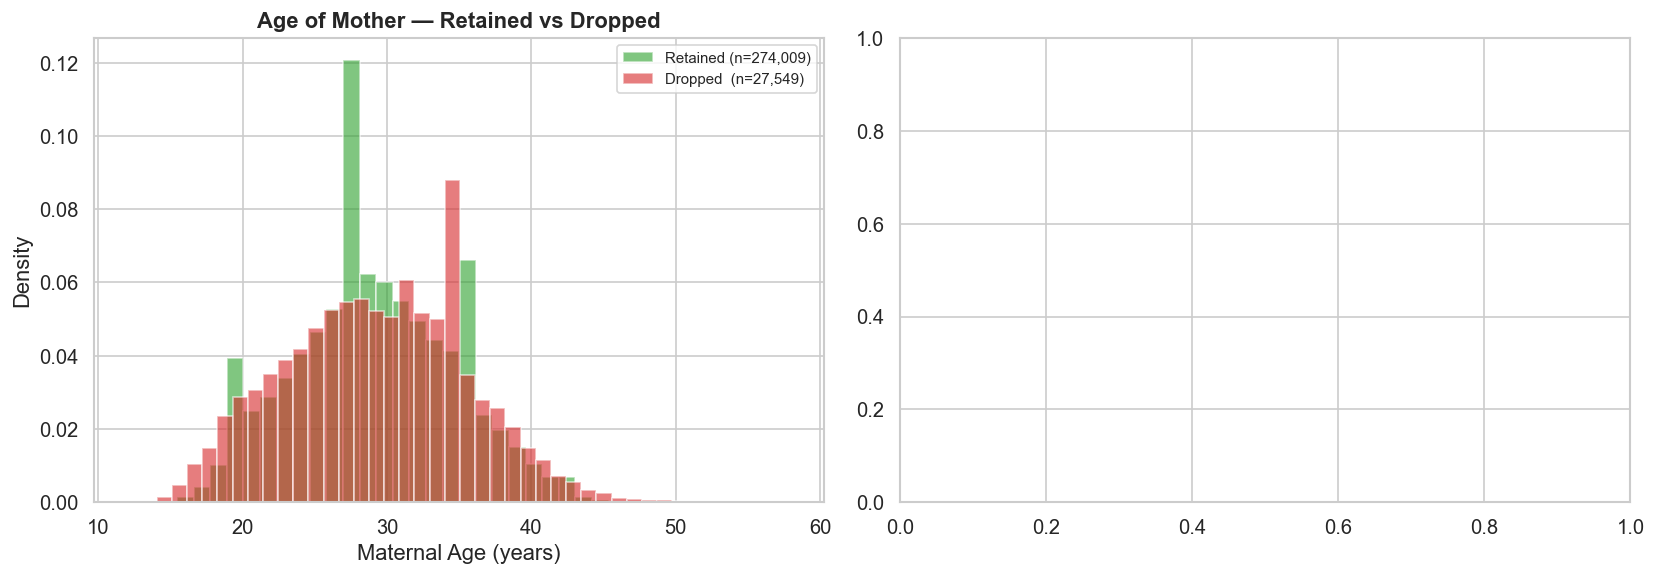 Age of Mother — Retained vs Dropped
Retained (n=274,009)
Dropped (n=27,549)
0.12
0.10
0.08
0.06
0.04
0.02
0.00
Density
10 20 30 40 50 60
Maternal Age (years)
1.0
0.8
0.6
0.4
0.2
0.0
0.0 0.2 0.4 0.6 0.8 1.0